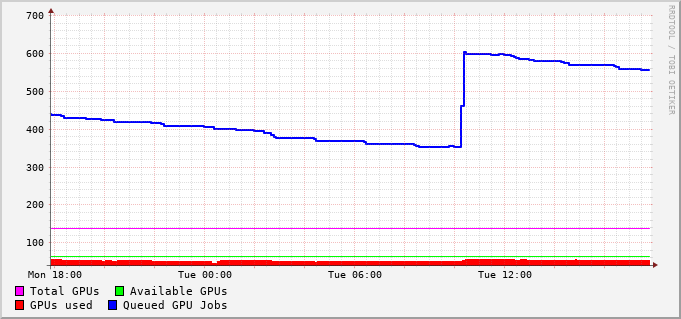 700
600
500
400
300
200
100
Mon 18:00 Tue 00:00 Tue 06:00 Tue 12:00
Total GPUs Available GPUs
GPUs used Queued GPU Jobs
RRDTOOL / TOBI OETIKER